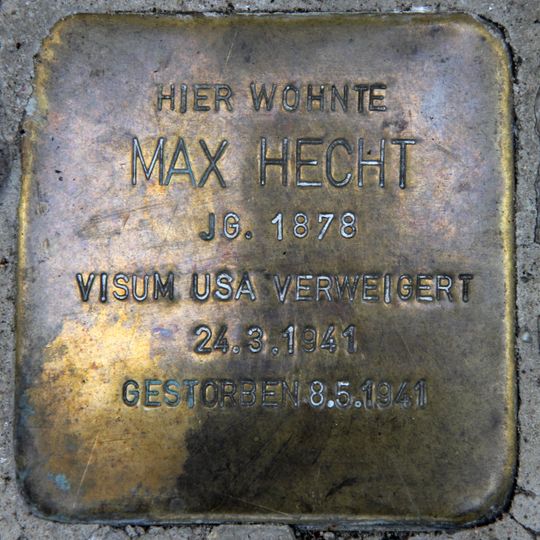 HIER WOHNTE
MAX HECHT
JG. 1878
VISUM USA VERWEIGERT
24.3.1941
GESTORBEN 8.5.1941